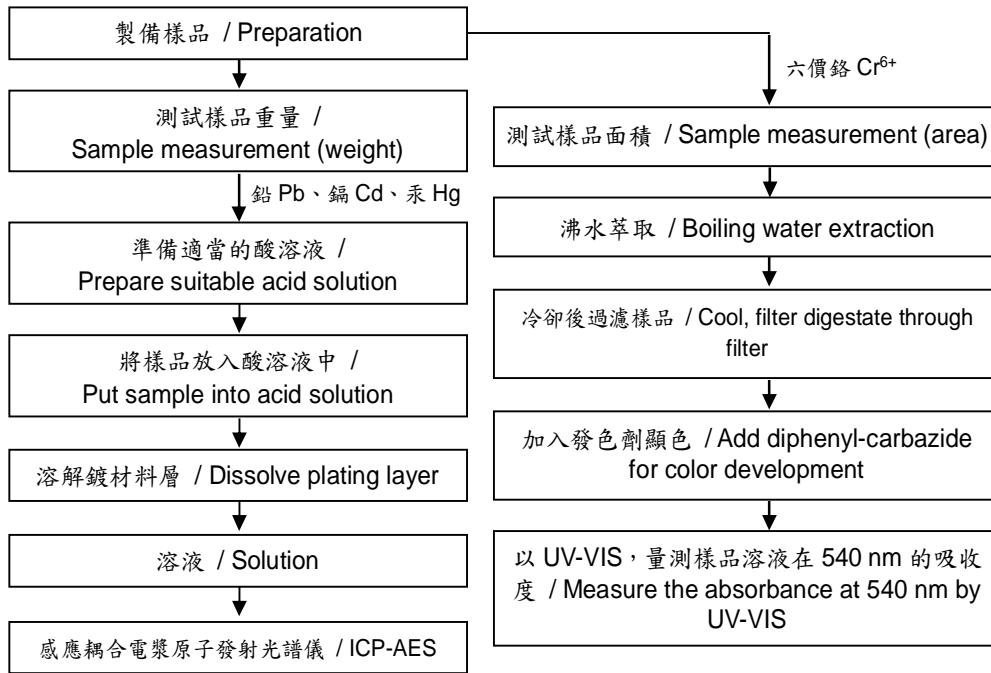 製備樣品 / Preparation
測試樣品重量 /
Sample measurement (weight)
鉛 Pb、鎘 Cd、汞 Hg
準備適當的酸溶液 /
Prepare suitable acid solution
將樣品放入酸溶液中 /
Put sample into acid solution
溶解鍍材料層 / Dissolve plating layer
溶液 / Solution
感應耦合電漿原子發射光譜儀 / ICP-AES
六價鉻 Cr⁶⁺
測試樣品面積 / Sample measurement (area)
沸水萃取 / Boiling water extraction
冷卻後過濾樣品 / Cool, filter digestate through
filter
加入發色劑顯色 / Add diphenyl-carbazide
for color development
以 UV-VIS，量測樣品溶液在 540 nm 的吸收
度 / Measure the absorbance at 540 nm by
UV-VIS